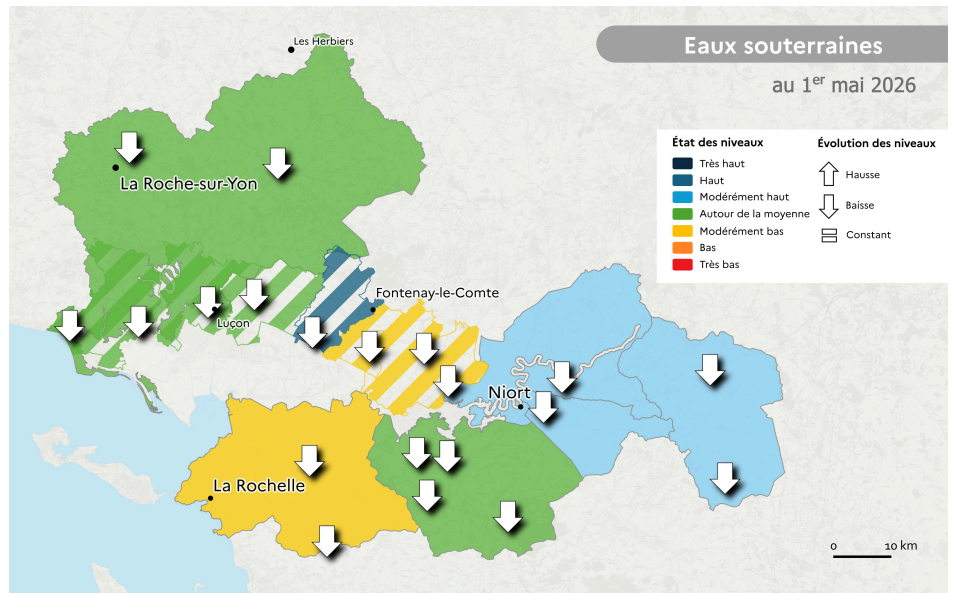 Eaux souterraines
au 1er mai 2026
Les Herbiers
La Roche-sur-Yon
Fontenay-le-Comte
Luçon
Niort
La Rochelle
État des niveaux
Très haut
Haut
Modérément haut
Autour de la moyenne
Modérément bas
Bas
Très bas
Évolution des niveaux
Hausse
Baisse
Constant
0 10 km